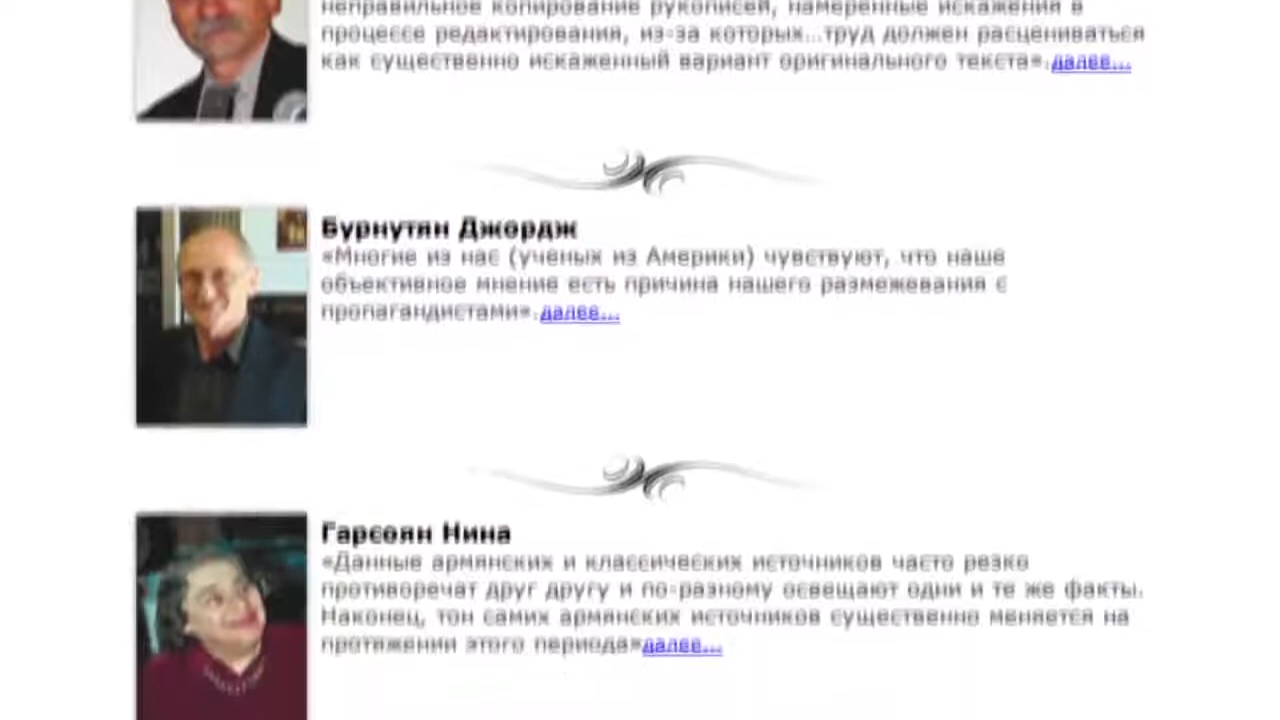 неправильное копирование рукописей, намеренные искажения в
процессе редактирования, из-за которых...труд должен расцениваться
как существенно искаженный вариант оригинального текста».далее...
Бурнутян Джордж
«Многие из нас (ученых из Америки) чувствуют, что наше
объективное мнение есть причина нашего размежевания с
пропагандистами».далее...
Гарсоян Нина
«Данные армянских и классических источников часто резко
противоречат друг другу и по-разному освещают одни и те же факты.
Наконец, тон самих армянских источников существенно меняется на
протяжении этого периода»далее...